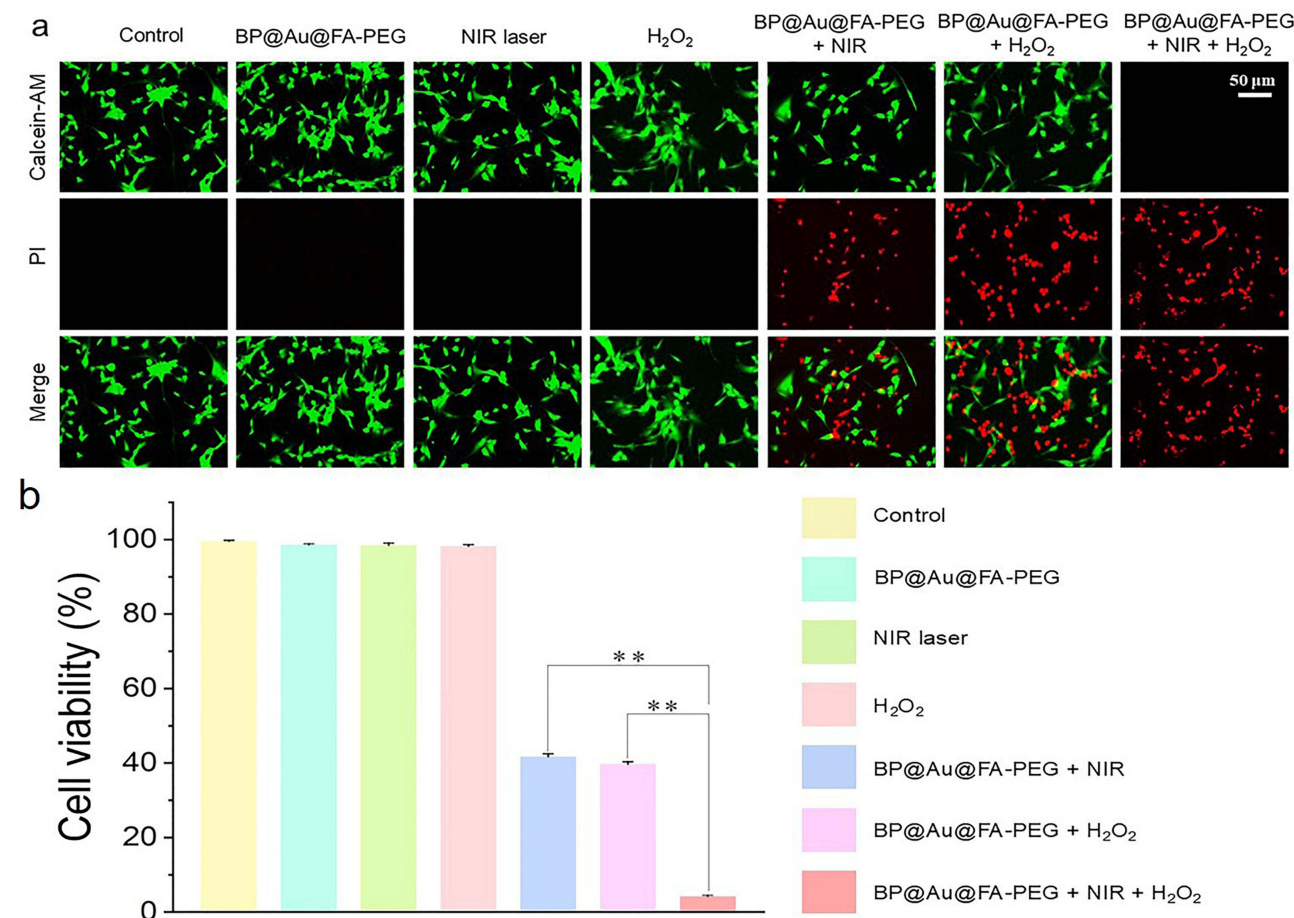 a
Control
BP@Au@FA-PEG
NIR laser
H₂O₂
BP@Au@FA-PEG
+ NIR
BP@Au@FA-PEG
+ H₂O₂
BP@Au@FA-PEG
+ NIR + H₂O₂
Calcein-AM
50 μm
PI
Merge
b
Cell viability (%)
100
80
60
40
20
0
**
**
Control
BP@Au@FA-PEG
NIR laser
H₂O₂
BP@Au@FA-PEG + NIR
BP@Au@FA-PEG + H₂O₂
BP@Au@FA-PEG + NIR + H₂O₂